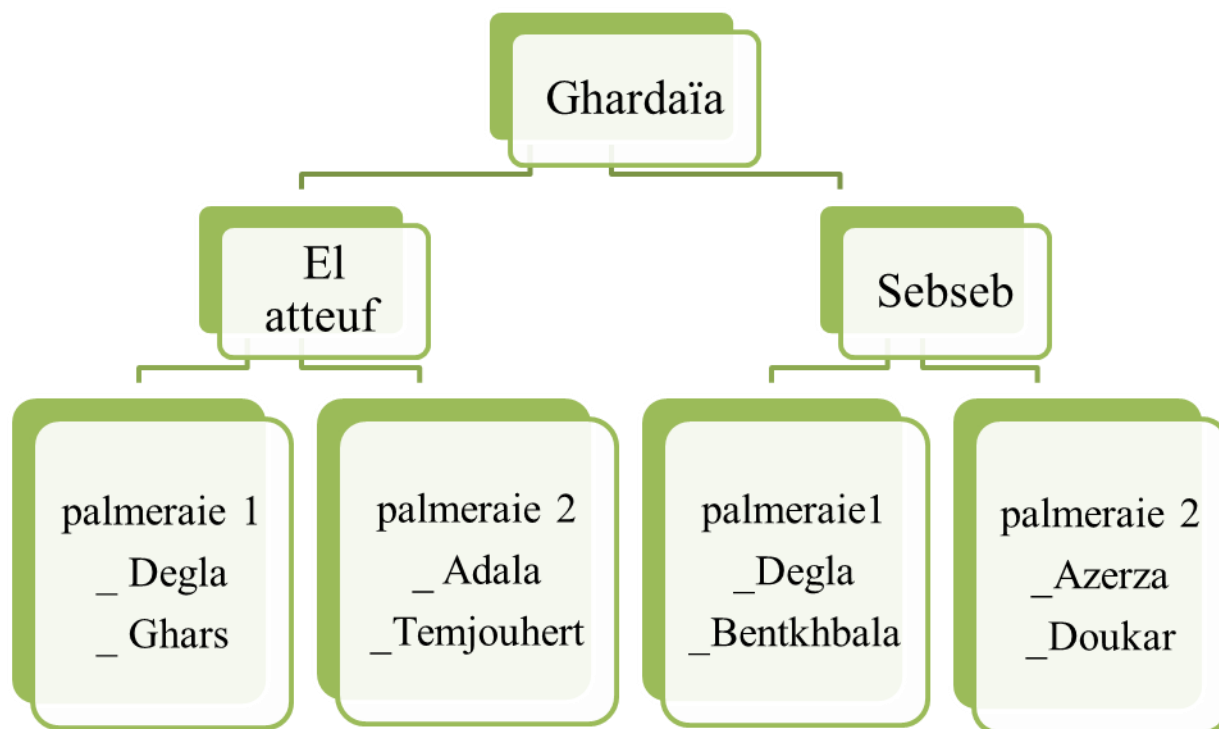 Ghardaïa
El
atteuf
Sebseb
palmeraie 1
_ Degla
_ Ghars
palmeraie 2
_ Adala
_Temjouhert
palmeraie1
_Degla
_Bentkhbala
palmeraie 2
_Azerza
_Doukar